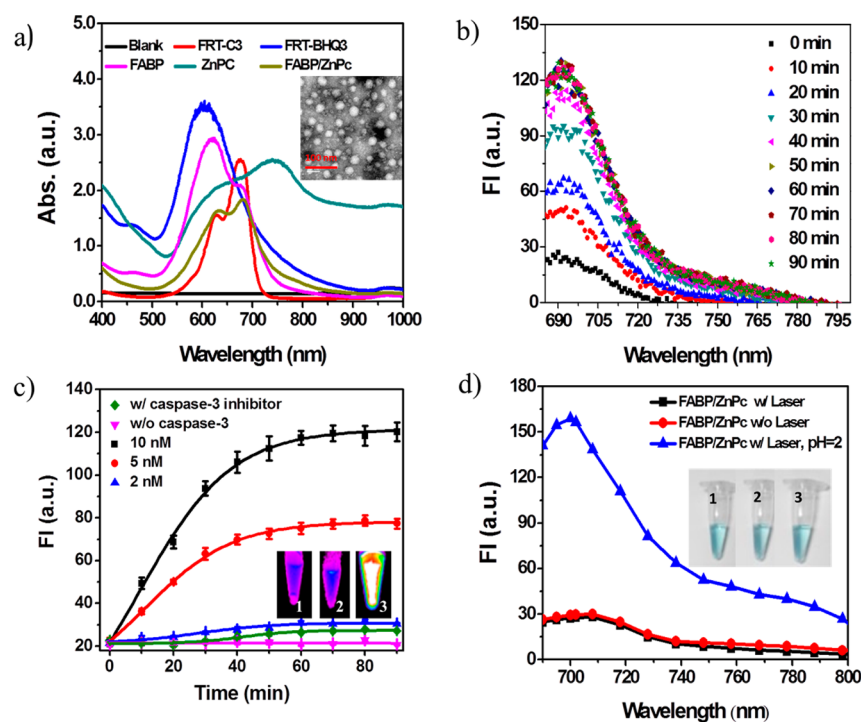 a)
Blank FRT-C3 FRT-BHQ3
FABP ZnPC FABP/ZnPc
5.0
4.0
3.0
2.0
1.0
0.0
400 500 600 700 800 900 1000
Abs. (a.u.)
Wavelength (nm)
b)
150
120
90
60
30
0
690 705 720 735 750 765 780 795
FI (a.u.)
Wavelength (nm)
0 min
10 min
20 min
30 min
40 min
50 min
60 min
70 min
80 min
90 min
c)
w/ caspase-3 inhibitor
w/o caspase-3
10 nM
5 nM
2 nM
140
120
100
80
60
40
20
0 20 40 60 80
FI (a.u.)
Time (min)
1 2 3
d)
FABP/ZnPc w/ Laser
FABP/ZnPc w/o Laser
FABP/ZnPc w/ Laser, pH=2
180
150
120
90
60
30
0
700 720 740 760 780 800
FI (a.u.)
Wavelength (nm)
1 2 3